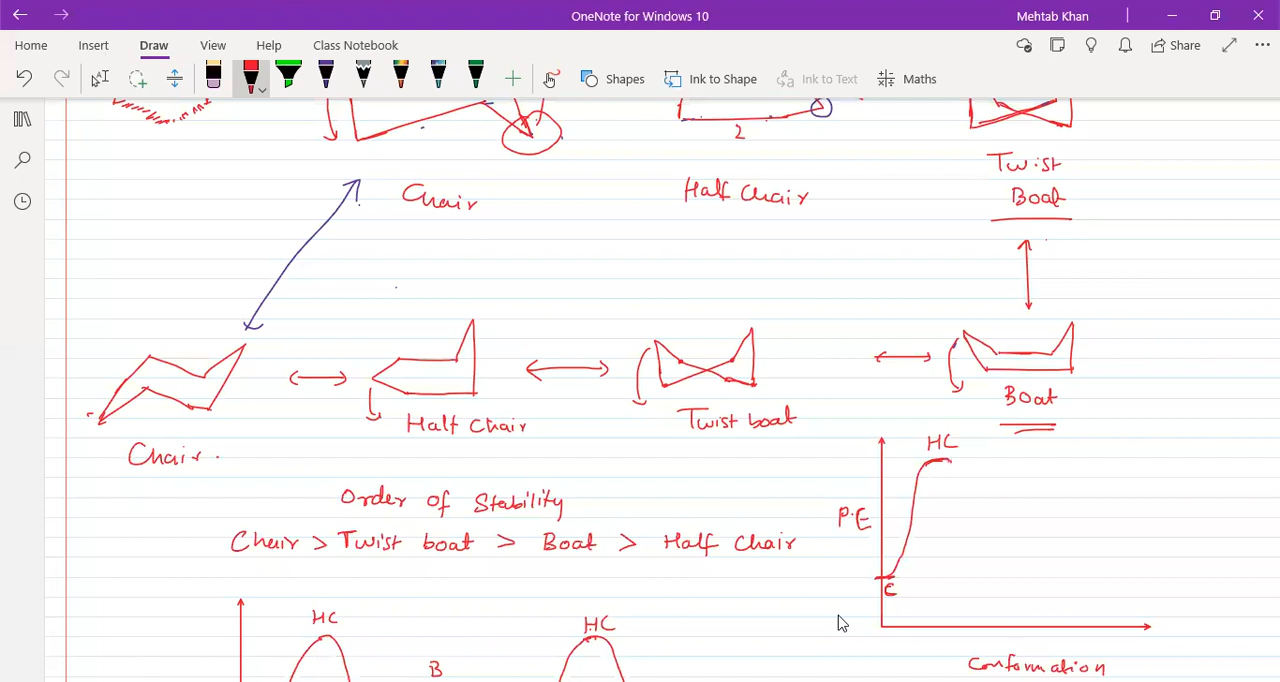 OneNote for Windows 10
Mehtab Khan
Home Insert Draw View Help Class Notebook
Share
Shapes Ink to Shape Ink to Text Maths
2
Chair
Half Chair
Twist
Boat
Chair.
Half Chair
Twist boat
Boat
Order of Stability
Chair > Twist boat > Boat > Half Chair
HC
P.E
C
Conformation
HC
B
HC